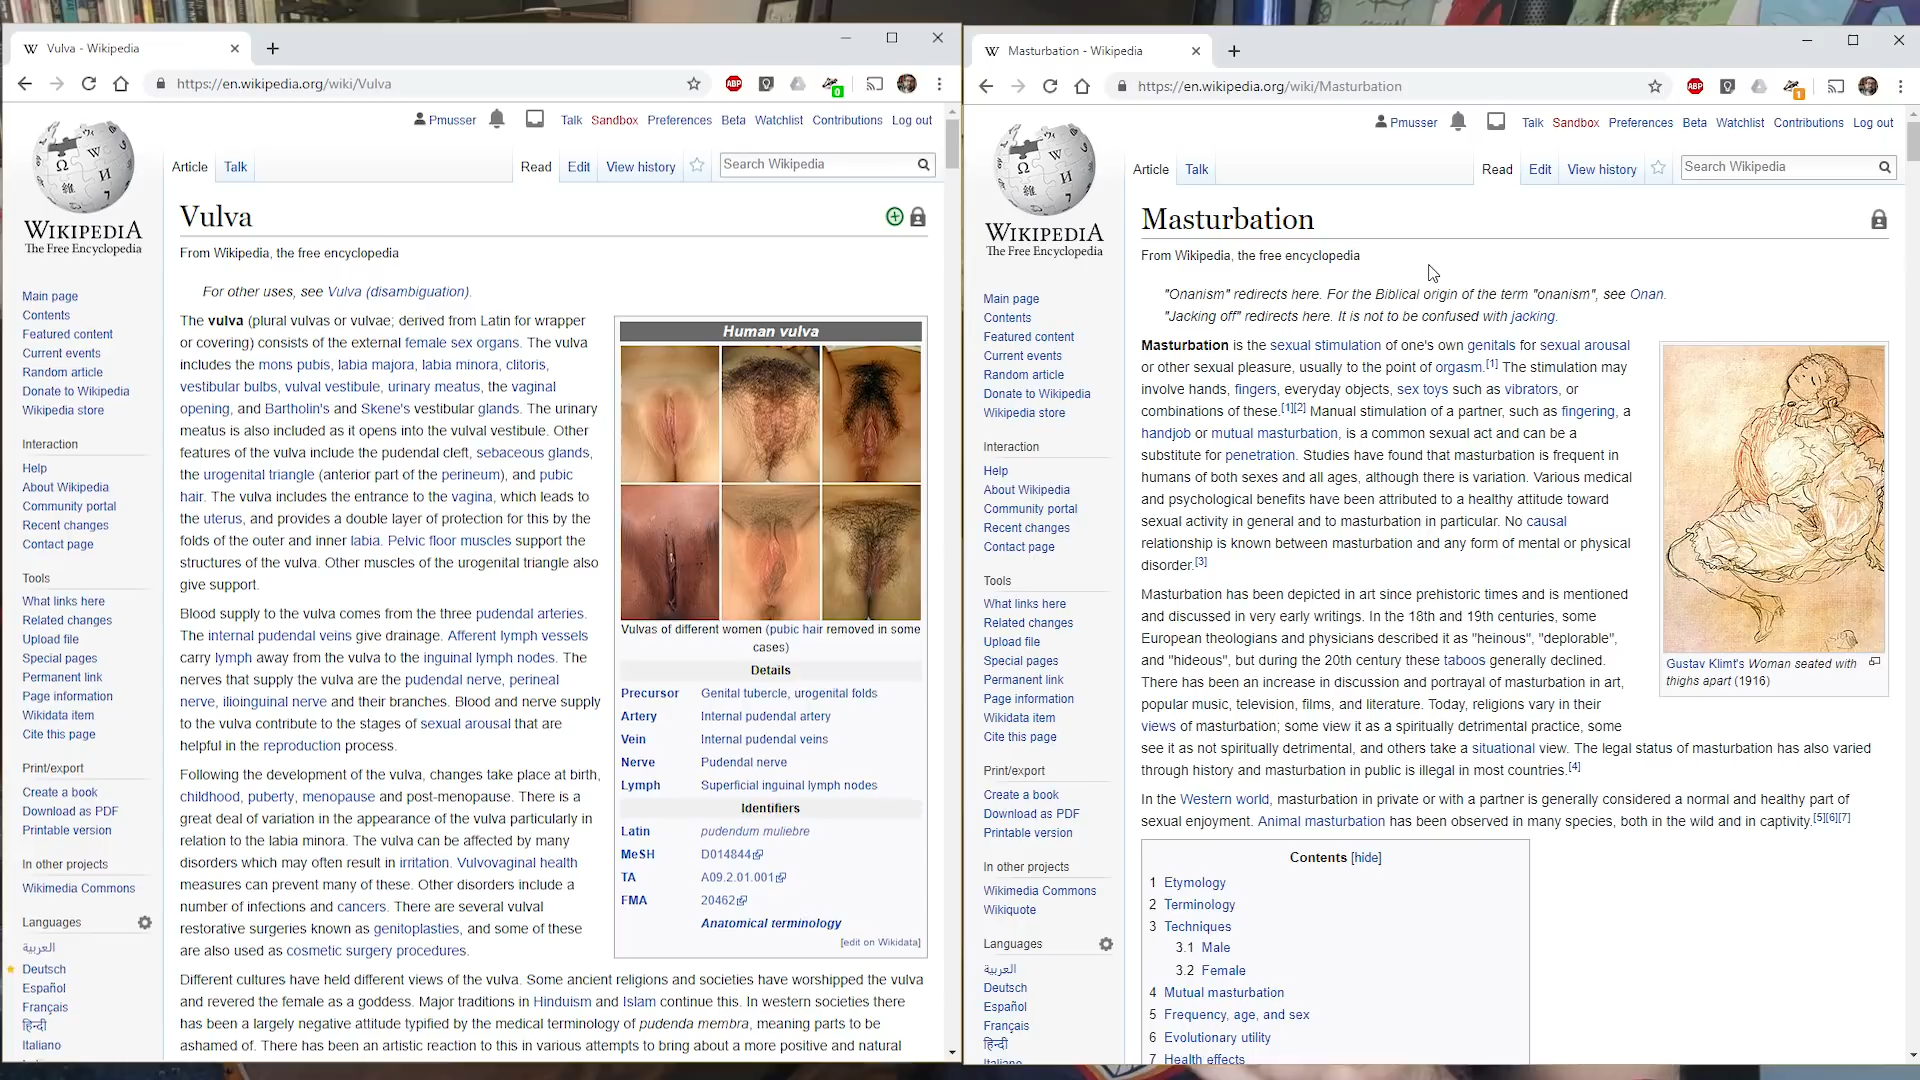 Vulva - Wikipedia
https://en.wikipedia.org/wiki/Vulva
ABP
0
Pmusser
Talk Sandbox Preferences Beta Watchlist Contributions Log out
Article Talk
Read Edit View history
Search Wikipedia
WIKIPEDIA
The Free Encyclopedia
Main page
Contents
Featured content
Current events
Random article
Donate to Wikipedia
Wikipedia store
Interaction
Help
About Wikipedia
Community portal
Recent changes
Contact page
Tools
What links here
Related changes
Upload file
Special pages
Permanent link
Page information
Wikidata item
Cite this page
Print/export
Create a book
Download as PDF
Printable version
In other projects
Wikimedia Commons
Languages
العربية
Deutsch
Español
Français
हिन्दी
Italiano
Vulva
From Wikipedia, the free encyclopedia
For other uses, see Vulva (disambiguation).
The vulva (plural vulvas or vulvae; derived from Latin for wrapper
or covering) consists of the external female sex organs. The vulva
includes the mons pubis, labia majora, labia minora, clitoris,
vestibular bulbs, vulval vestibule, urinary meatus, the vaginal
opening, and Bartholin's and Skene's vestibular glands. The urinary
meatus is also included as it opens into the vulval vestibule. Other
features of the vulva include the pudendal cleft, sebaceous glands,
the urogenital triangle (anterior part of the perineum), and pubic
hair. The vulva includes the entrance to the vagina, which leads to
the uterus, and provides a double layer of protection for this by the
folds of the outer and inner labia. Pelvic floor muscles support the
structures of the vulva. Other muscles of the urogenital triangle also
give support.
Blood supply to the vulva comes from the three pudendal arteries.
The internal pudendal veins give drainage. Afferent lymph vessels
carry lymph away from the vulva to the inguinal lymph nodes. The
nerves that supply the vulva are the pudendal nerve, perineal
nerve, ilioinguinal nerve and their branches. Blood and nerve supply
to the vulva contribute to the stages of sexual arousal that are
helpful in the reproduction process.
Following the development of the vulva, changes take place at birth,
childhood, puberty, menopause and post-menopause. There is a
great deal of variation in the appearance of the vulva particularly in
relation to the labia minora. The vulva can be affected by many
disorders which may often result in irritation. Vulvovaginal health
measures can prevent many of these. Other disorders include a
number of infections and cancers. There are several vulval
restorative surgeries known as genitoplasties, and some of these
are also used as cosmetic surgery procedures.
Different cultures have held different views of the vulva. Some ancient religions and societies have worshipped the vulva
and revered the female as a goddess. Major traditions in Hinduism and Islam continue this. In western societies there
has been a largely negative attitude typified by the medical terminology of pudenda membra, meaning parts to be
ashamed of. There has been an artistic reaction to this in various attempts to bring about a more positive and natural
Human vulva
Vulvas of different women (pubic hair removed in some
cases)
Details
Precursor Genital tubercle, urogenital folds
Artery Internal pudendal artery
Vein Internal pudendal veins
Nerve Pudendal nerve
Lymph Superficial inguinal lymph nodes
Identifiers
Latin pudendum muliebre
MeSH D014844
TA A09.2.01.001
FMA 20462
Anatomical terminology
[edit on Wikidata]
Masturbation - Wikipedia
https://en.wikipedia.org/wiki/Masturbation
ABP
1
Pmusser
Talk Sandbox Preferences Beta Watchlist Contributions Log out
Article Talk
Read Edit View history
Search Wikipedia
WIKIPEDIA
The Free Encyclopedia
Main page
Contents
Featured content
Current events
Random article
Donate to Wikipedia
Wikipedia store
Interaction
Help
About Wikipedia
Community portal
Recent changes
Contact page
Tools
What links here
Related changes
Upload file
Special pages
Permanent link
Page information
Wikidata item
Cite this page
Print/export
Create a book
Download as PDF
Printable version
In other projects
Wikimedia Commons
Wikiquote
Languages
العربية
Deutsch
Español
Français
हिन्दी
Italiano
Masturbation
From Wikipedia, the free encyclopedia
"Onanism" redirects here. For the Biblical origin of the term "onanism", see Onan.
"Jacking off" redirects here. It is not to be confused with jacking.
Masturbation is the sexual stimulation of one's own genitals for sexual arousal
or other sexual pleasure, usually to the point of orgasm.[1] The stimulation may
involve hands, fingers, everyday objects, sex toys such as vibrators, or
combinations of these.[1][2] Manual stimulation of a partner, such as fingering, a
handjob or mutual masturbation, is a common sexual act and can be a
substitute for penetration. Studies have found that masturbation is frequent in
humans of both sexes and all ages, although there is variation. Various medical
and psychological benefits have been attributed to a healthy attitude toward
sexual activity in general and to masturbation in particular. No causal
relationship is known between masturbation and any form of mental or physical
disorder.[3]
Masturbation has been depicted in art since prehistoric times and is mentioned
and discussed in very early writings. In the 18th and 19th centuries, some
European theologians and physicians described it as "heinous", "deplorable",
and "hideous", but during the 20th century these taboos generally declined.
There has been an increase in discussion and portrayal of masturbation in art,
popular music, television, films, and literature. Today, religions vary in their
views of masturbation; some view it as a spiritually detrimental practice, some
see it as not spiritually detrimental, and others take a situational view. The legal status of masturbation has also varied
through history and masturbation in public is illegal in most countries.[4]
In the Western world, masturbation in private or with a partner is generally considered a normal and healthy part of
sexual enjoyment. Animal masturbation has been observed in many species, both in the wild and in captivity.[5][6][7]
Gustav Klimt's Woman seated with
thighs apart (1916)
Contents [hide]
1 Etymology
2 Terminology
3 Techniques
3.1 Male
3.2 Female
4 Mutual masturbation
5 Frequency, age, and sex
6 Evolutionary utility
7 Health effects